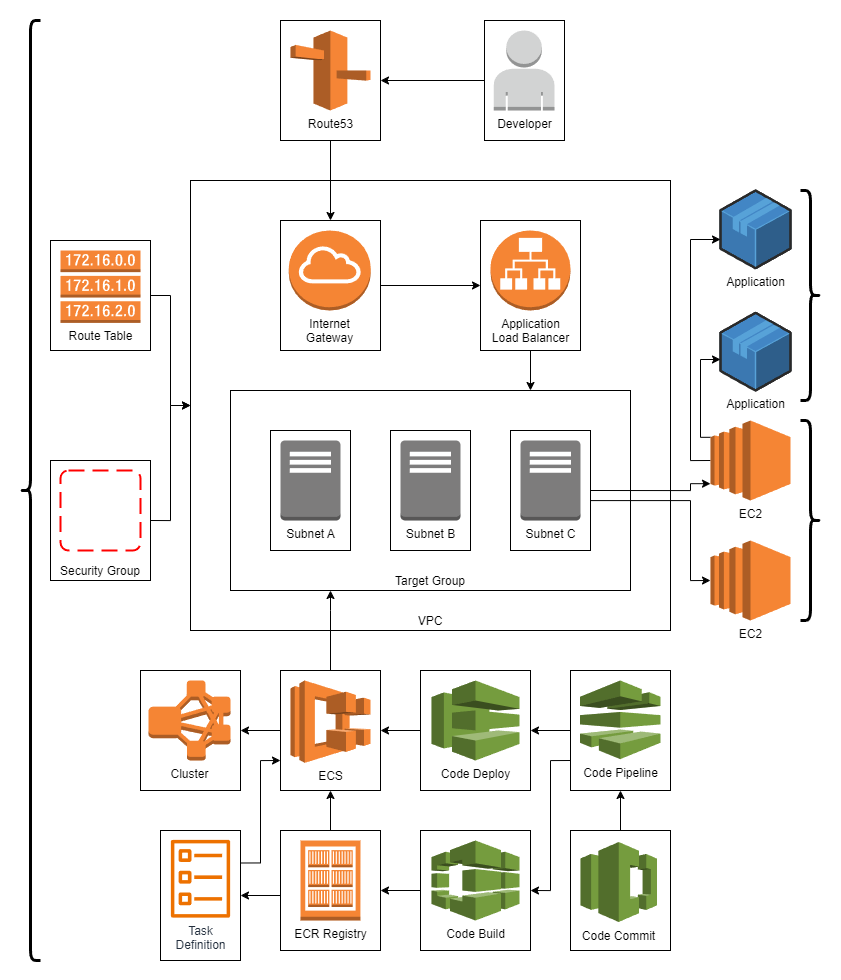 Route53
Developer
172.16.0.0
172.16.1.0
172.16.2.0
Route Table
Internet
Gateway
Application
Load Balancer
Application
Application
Security Group
Subnet A
Subnet B
Subnet C
EC2
Target Group
VPC
EC2
Cluster
ECS
Code Deploy
Code Pipeline
Task
Definition
ECR Registry
Code Build
Code Commit